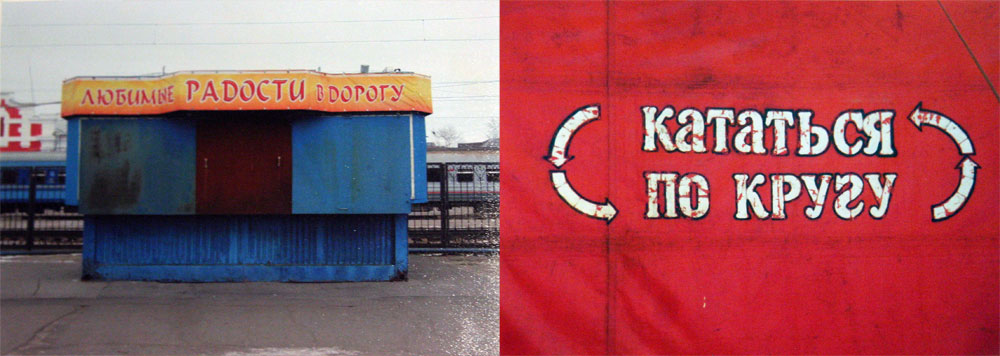 ЛЮБИМЫЕ РАДОСТИ В ДОРОГУ
КАТАТЬСЯ
ПО КРУГУ